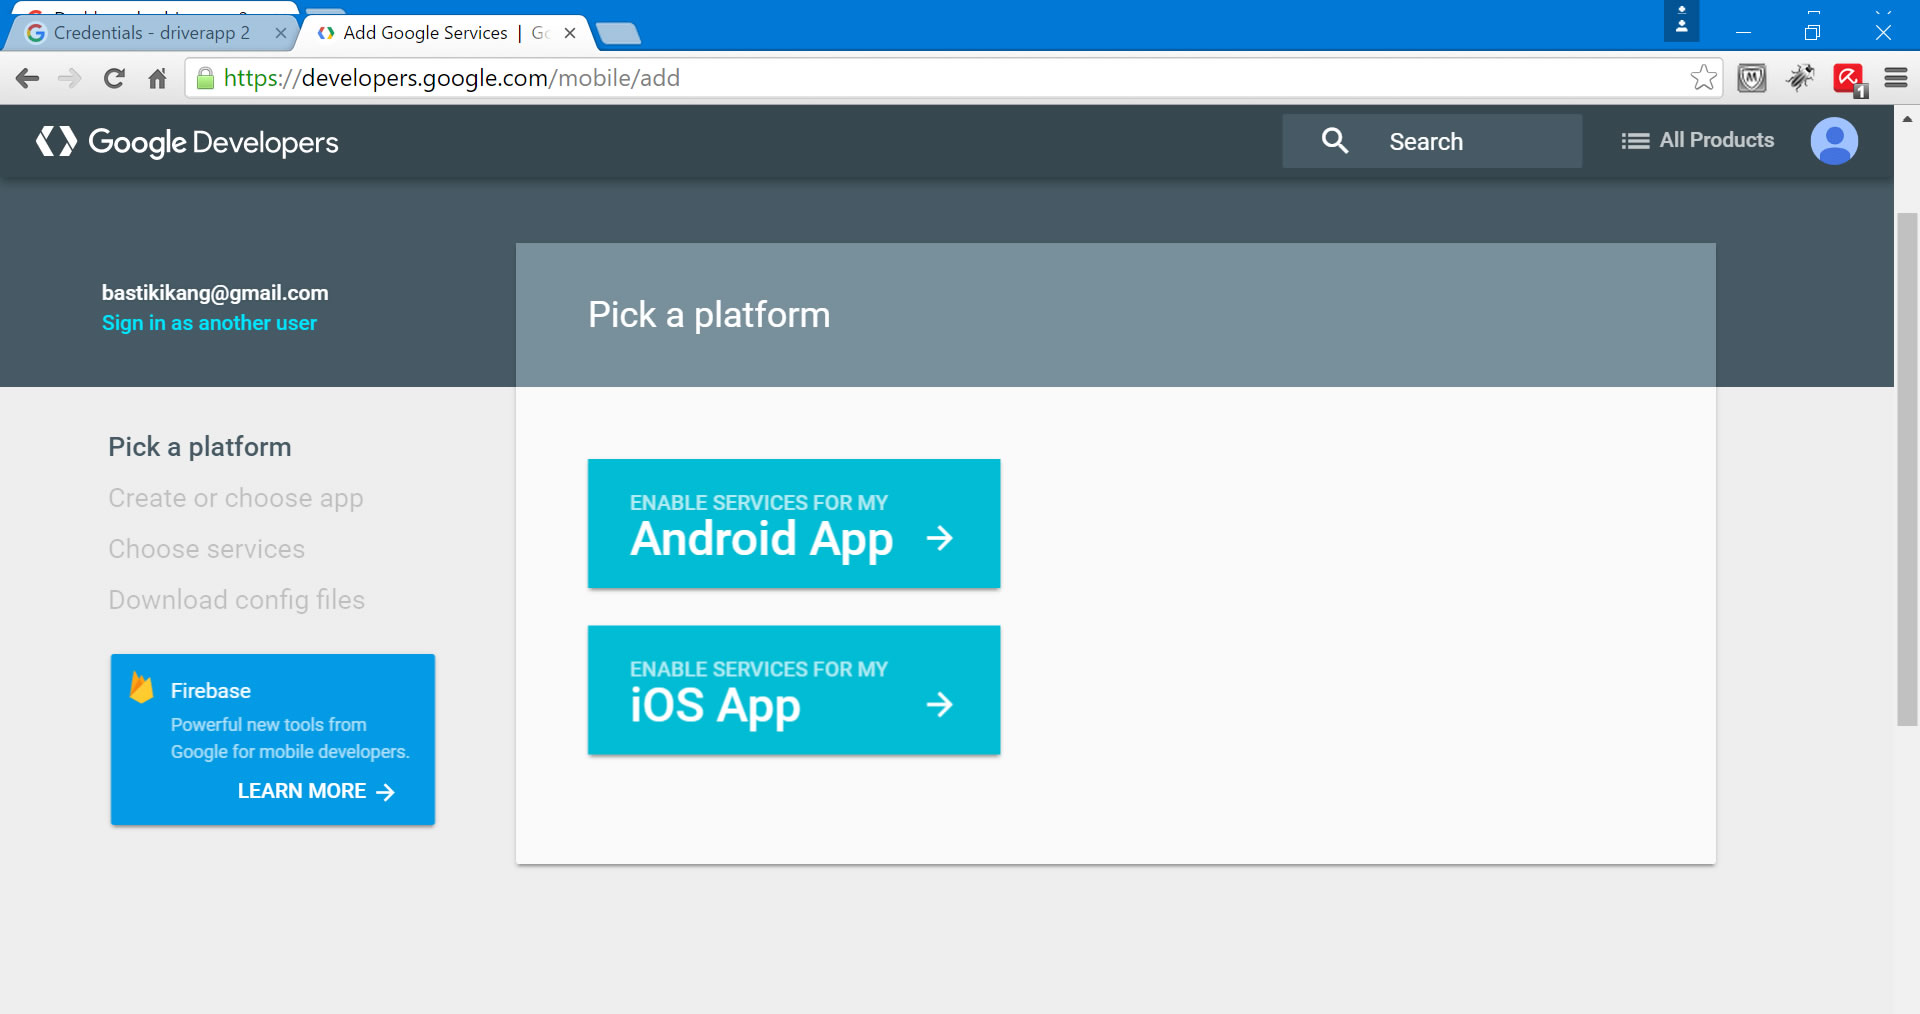 Credentials - driverapp 2
Add Google Services |
https://developers.google.com/mobile/add
1
Google Developers
Search
All Products
bastikikang@gmail.com
Sign in as another user
Pick a platform
Pick a platform
Create or choose app
Choose services
Download config files
Firebase
Powerful new tools from
Google for mobile developers.
LEARN MORE
ENABLE SERVICES FOR MY
Android App
ENABLE SERVICES FOR MY
iOS App